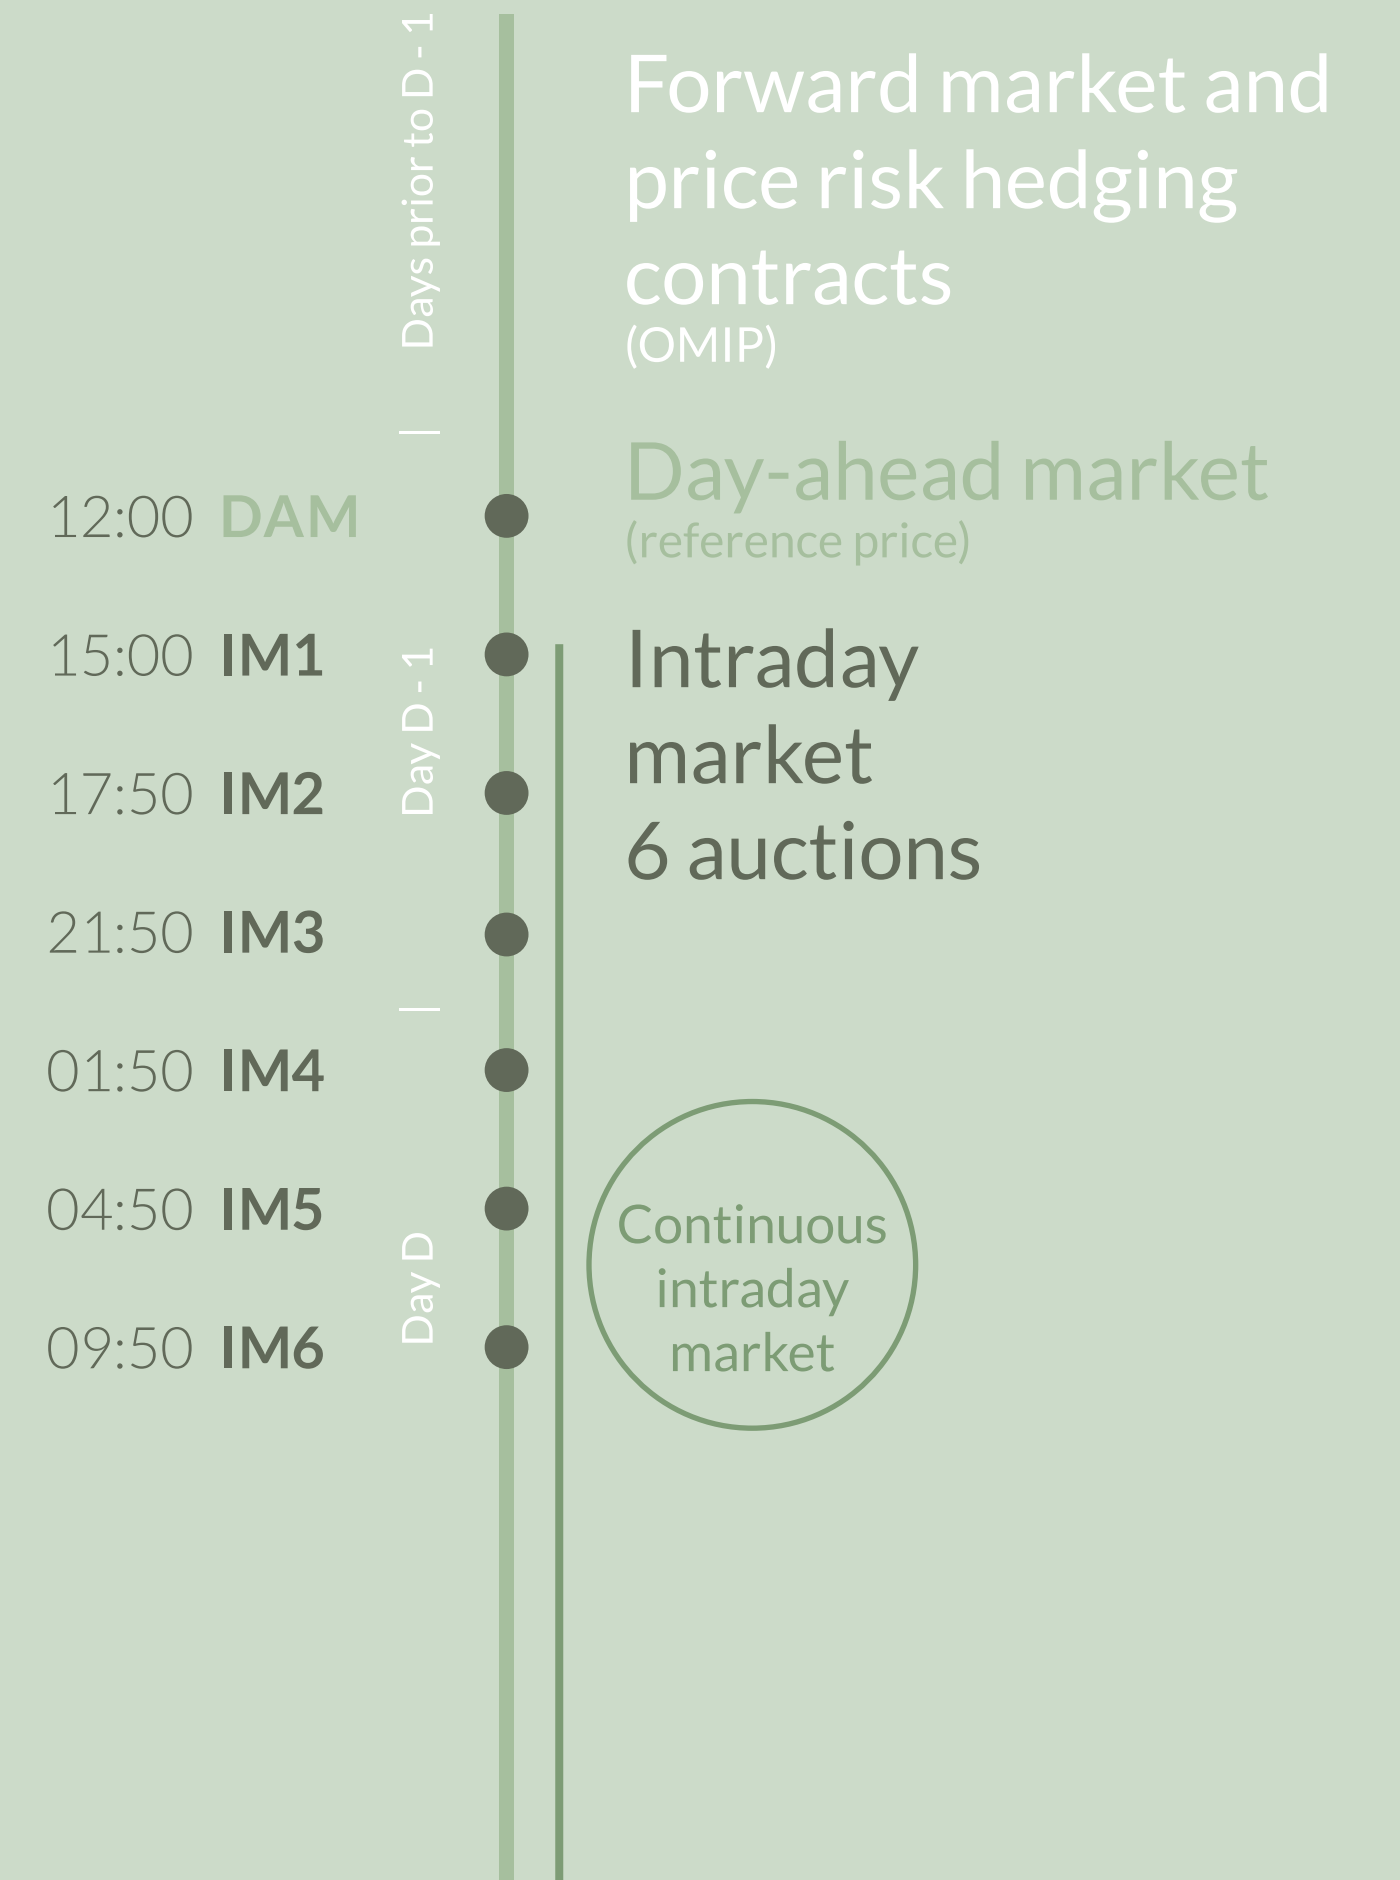 Days prior to D - 1
Forward market and
price risk hedging
contracts
(OMIP)
Day-ahead market
(reference price)
12:00 DAM
15:00 IM1
17:50 IM2
21:50 IM3
Day D - 1
Intraday
market
6 auctions
01:50 IM4
04:50 IM5
09:50 IM6
Day D
Continuous
intraday
market